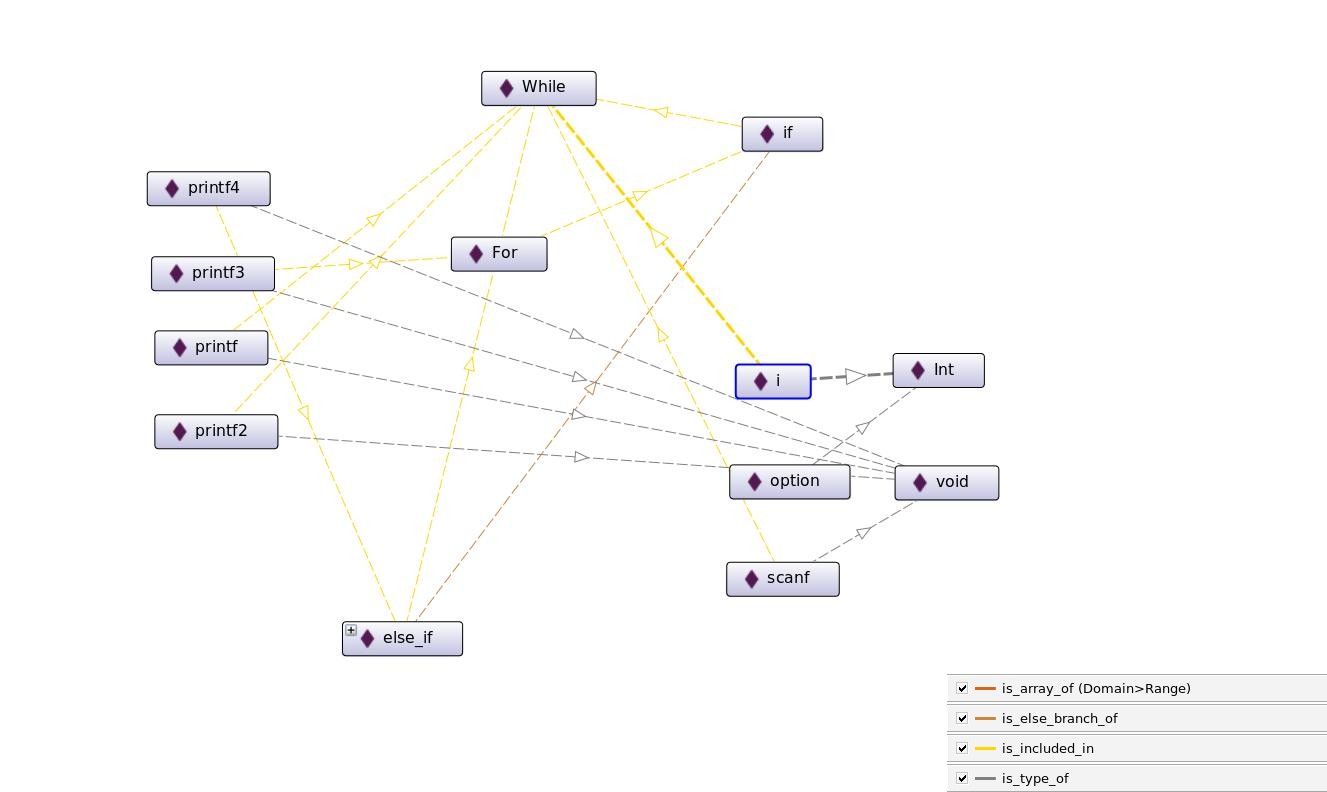 While
if
printf4
For
printf3
printf
Int
i
printf2
option
void
scanf
else_if
is_array_of (Domain>Range)
is_else_branch_of
is_included_in
is_type_of